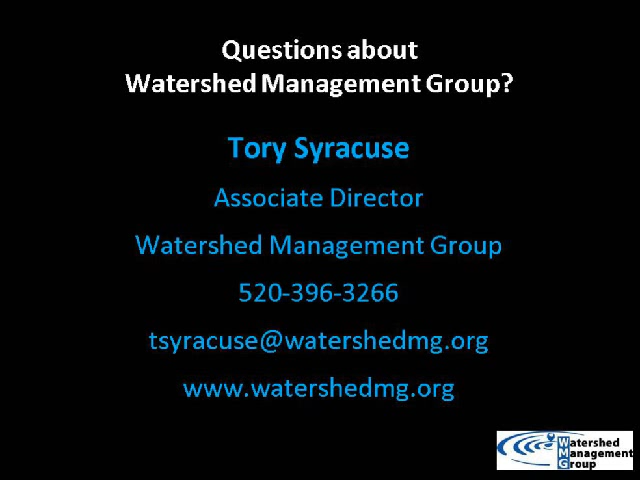 Questions about
Watershed Management Group?
Tory Syracuse
Associate Director
Watershed Management Group
520-396-3266
tsyracuse@watershedmg.org
www.watershedmg.org
Watershed
Management
Group